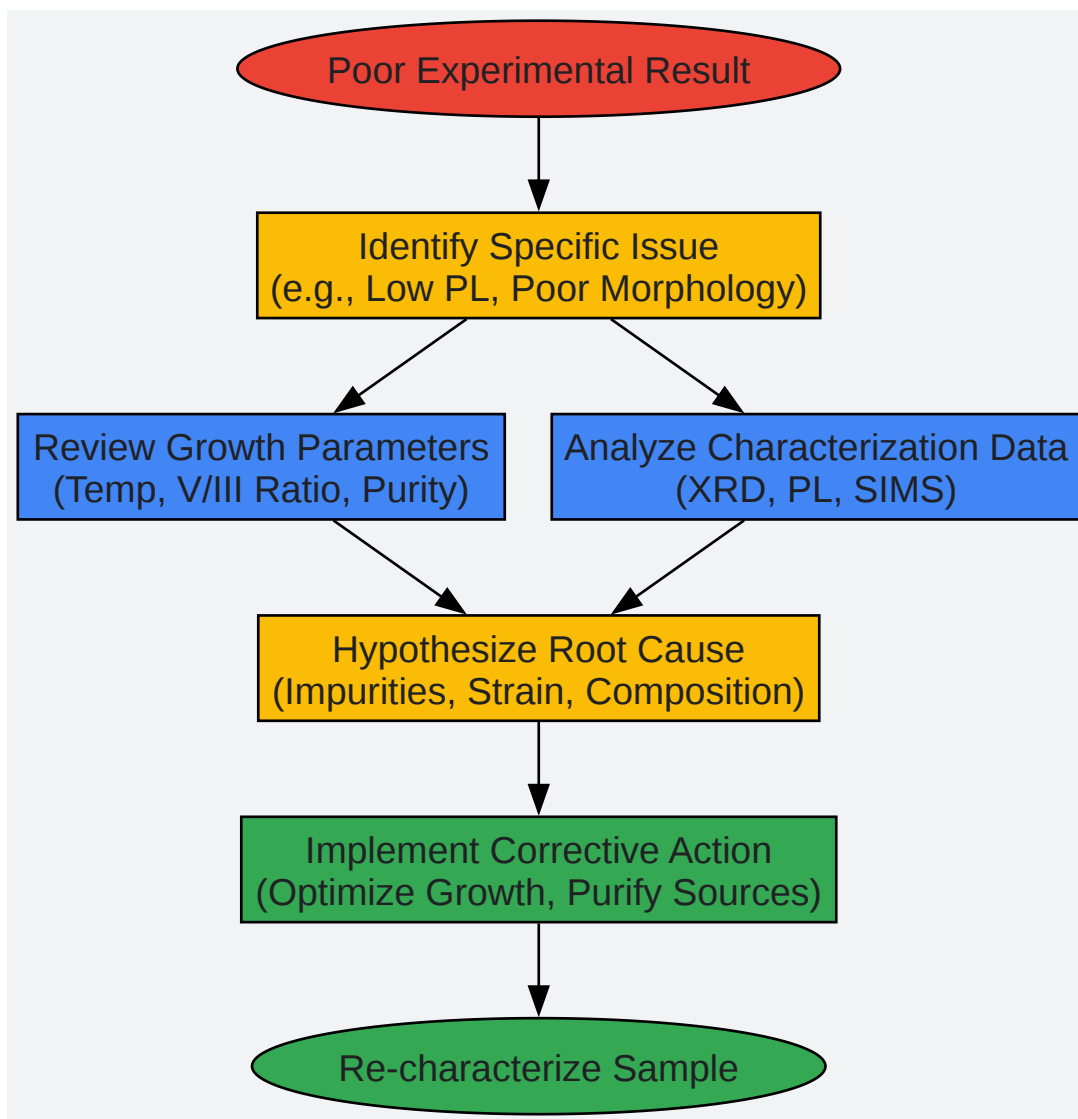 Poor Experimental Result
Identify Specific Issue
(e.g., Low PL, Poor Morphology)
Review Growth Parameters
(Temp, V/III Ratio, Purity)
Analyze Characterization Data
(XRD, PL, SIMS)
Hypothesize Root Cause
(Impurities, Strain, Composition)
Implement Corrective Action
(Optimize Growth, Purify Sources)
Re-characterize Sample